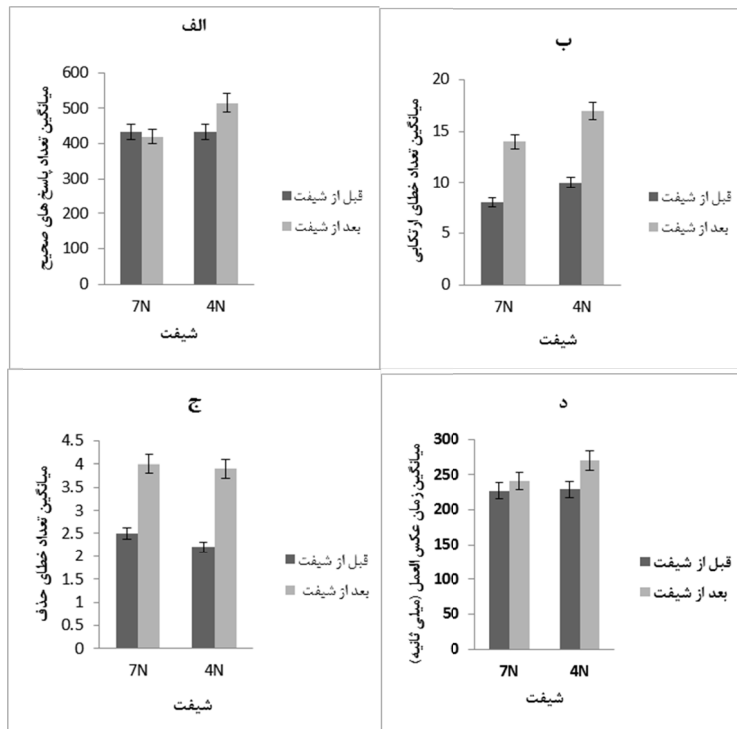 الف
میانگین تعداد پاسخ های صحیح
600
500
400
300
200
100
0
7N
4N
شیفت
قبل از شیفت
بعد از شیفت
ب
میانگین تعداد خطای ارتکابی
20
15
10
5
0
7N
4N
شیفت
قبل از شیفت
بعد از شیفت
ج
میانگین تعداد خطای حذف
4.5
4
3.5
3
2.5
2
1.5
1
0.5
0
7N
4N
شیفت
قبل از شیفت
بعد از شیفت
د
میانگین زمان عکس العمل (میلی ثانیه)
300
250
200
150
100
50
0
7N
4N
شیفت
قبل از شیفت
بعد از شیفت